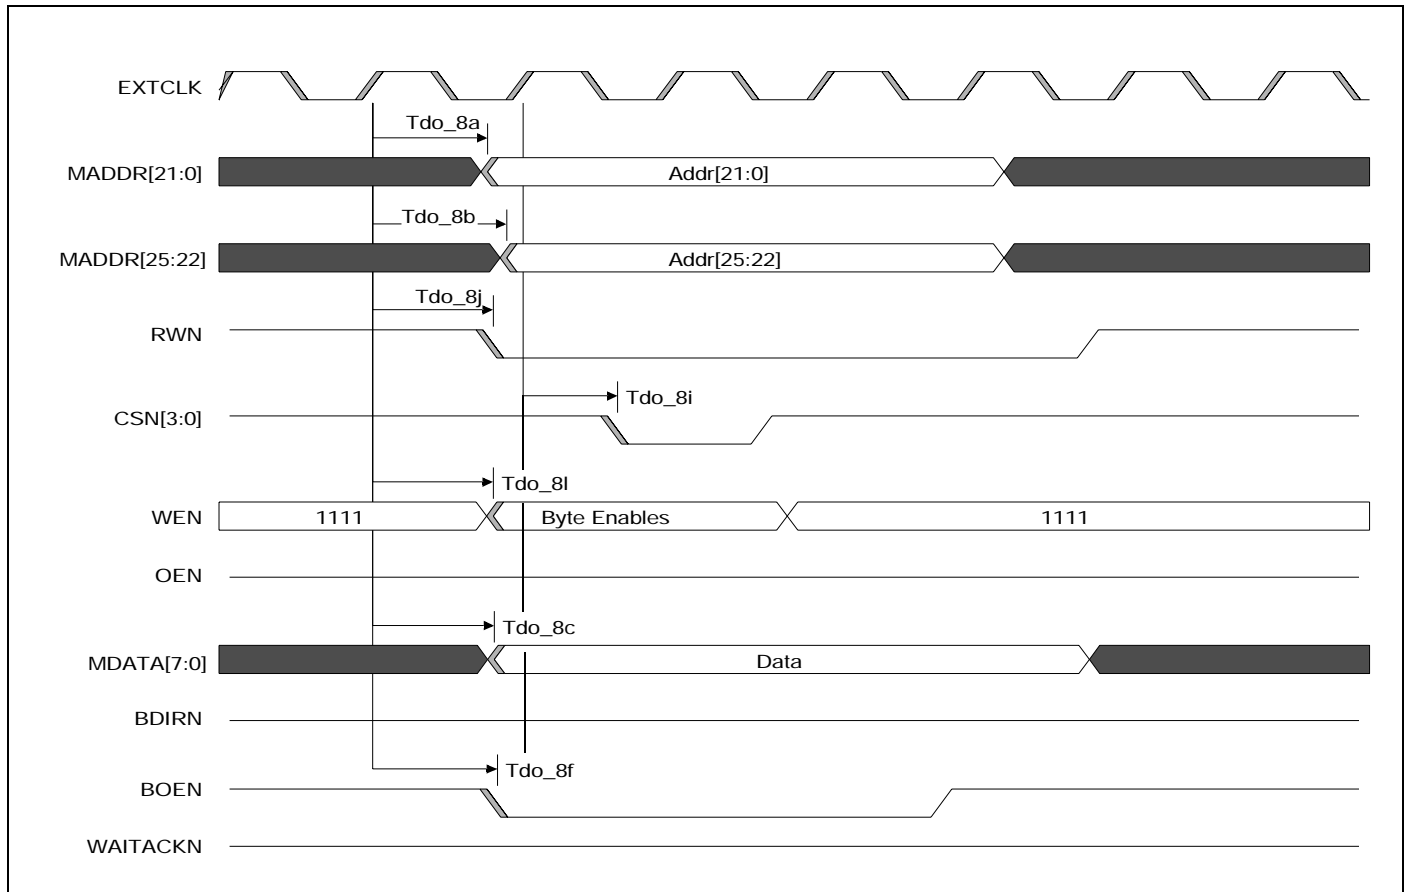 EXTCLK
Tdo_8a
MADDR[21:0]
Addr[21:0]
Tdo_8b
MADDR[25:22]
Addr[25:22]
Tdo_8j
RWN
Tdo_8i
CSN[3:0]
Tdo_8l
WEN 1111 Byte Enables 1111
OEN
Tdo_8c
MDATA[7:0] Data
BDIRN
Tdo_8f
BOEN
WAITACKN